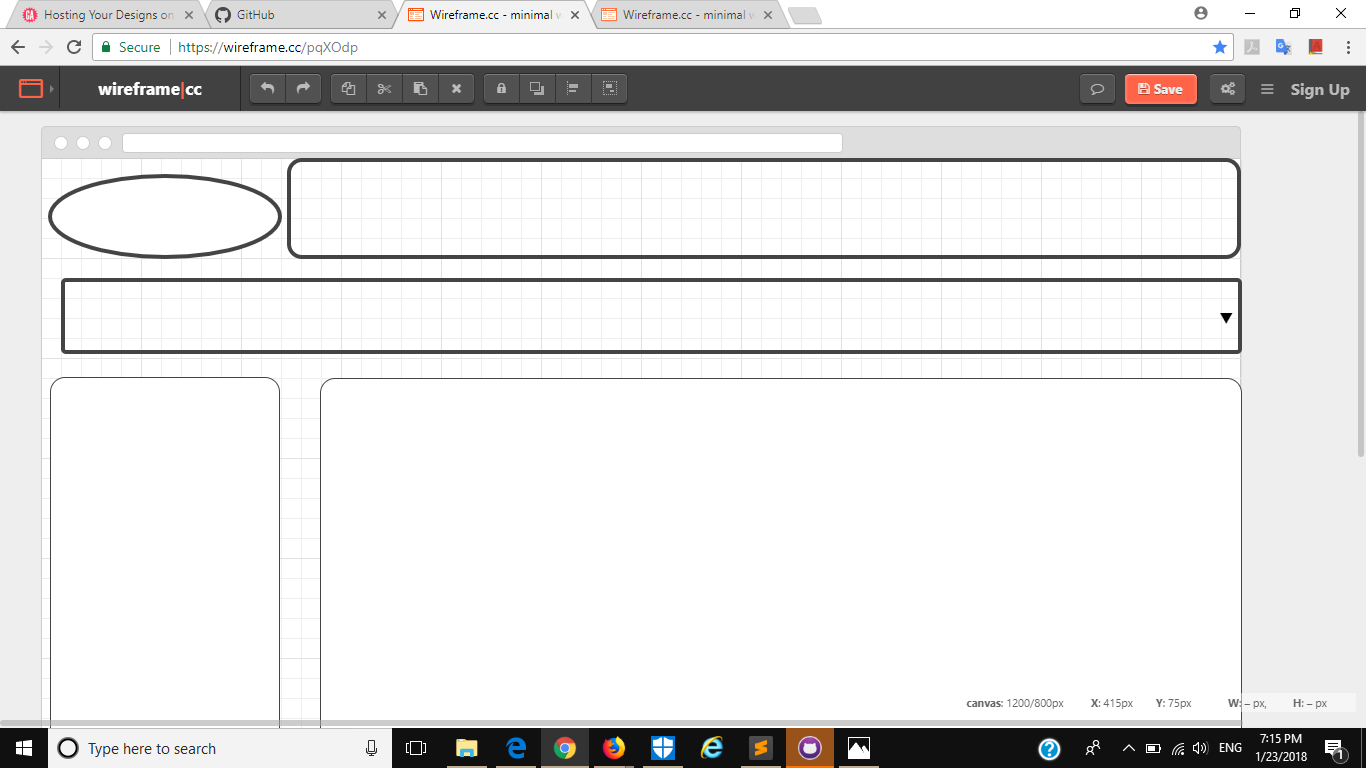 Hosting Your Designs on
GitHub
Wireframe.cc - minimal w
Wireframe.cc - minimal w
Secure
https://wireframe.cc/pqXOdp
wireframe|cc
Save
Sign Up
canvas: 1200/800px X: 415px Y: 75px W: – px, H: – px
Type here to search
ENG
7:15 PM
1/23/2018
1